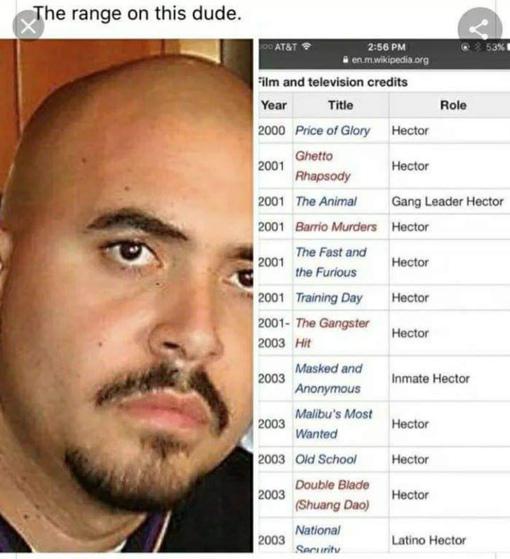 The range on this dude.
AT&T 2:56 PM 53%
en.m.wikipedia.org
Film and television credits
Year Title Role
2000 Price of Glory Hector
2001 Ghetto Rhapsody Hector
2001 The Animal Gang Leader Hector
2001 Barrio Murders Hector
2001 The Fast and the Furious Hector
2001 Training Day Hector
2001-2003 The Gangster Hit Hector
2003 Masked and Anonymous Inmate Hector
2003 Malibu's Most Wanted Hector
2003 Old School Hector
2003 Double Blade (Shuang Dao) Hector
2003 National Security Latino Hector